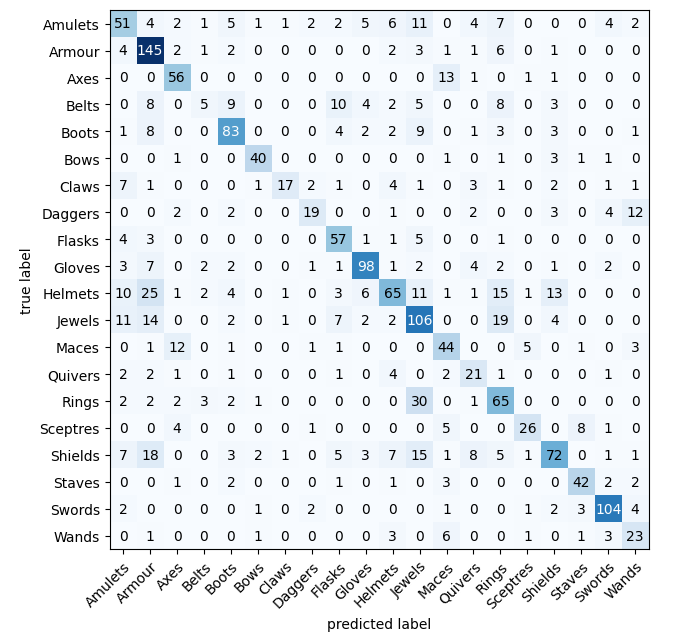 Amulets 51 4 2 1 5 1 1 2 2 5 6 11 0 4 7 0 0 0 4 2
Armour 4 145 2 1 2 0 0 0 0 0 2 3 1 1 6 0 1 0 0 0
Axes 0 0 56 0 0 0 0 0 0 0 0 0 13 1 0 1 1 0 0 0
Belts 0 8 0 5 9 0 0 0 10 4 2 5 0 0 8 0 3 0 0 0
Boots 1 8 0 0 83 0 0 0 4 2 2 9 0 1 3 0 3 0 0 1
Bows 0 0 1 0 0 40 0 0 0 0 0 0 1 0 1 0 3 1 1 0
Claws 7 1 0 0 0 1 17 2 1 0 4 1 0 3 1 0 2 0 1 1
Daggers 0 0 2 0 2 0 0 19 0 0 1 0 0 2 0 0 3 0 4 12
Flasks 4 3 0 0 0 0 0 0 57 1 1 5 0 0 1 0 0 0 0 0
Gloves 3 7 0 2 2 0 0 1 1 98 1 2 0 4 2 0 1 0 2 0
Helmets 10 25 1 2 4 0 1 0 3 6 65 11 1 1 15 1 13 0 0 0
Jewels 11 14 0 0 2 0 1 0 7 2 2 106 0 0 19 0 4 0 0 0
Maces 0 1 12 0 1 0 0 1 1 0 0 0 44 0 0 5 0 1 0 3
Quivers 2 2 1 0 1 0 0 0 1 0 4 0 2 21 1 0 0 0 1 0
Rings 2 2 2 3 2 1 0 0 0 0 0 30 0 1 65 0 0 0 0 0
Sceptres 0 0 4 0 0 0 0 1 0 0 0 0 5 0 0 26 0 8 1 0
Shields 7 18 0 0 3 2 1 0 5 3 7 15 1 8 5 1 72 0 1 1
Staves 0 0 1 0 2 0 0 0 1 0 1 0 3 0 0 0 0 42 2 2
Swords 2 0 0 0 0 1 0 2 0 0 0 0 1 0 0 1 2 3 104 4
Wands 0 1 0 0 0 1 0 0 0 0 3 0 6 0 0 1 0 1 3 23
true label
Amulets Armour Axes Belts Boots Bows Claws Daggers Flasks Gloves Helmets Jewels Maces Quivers Rings Sceptres Shields Staves Swords Wands
predicted label